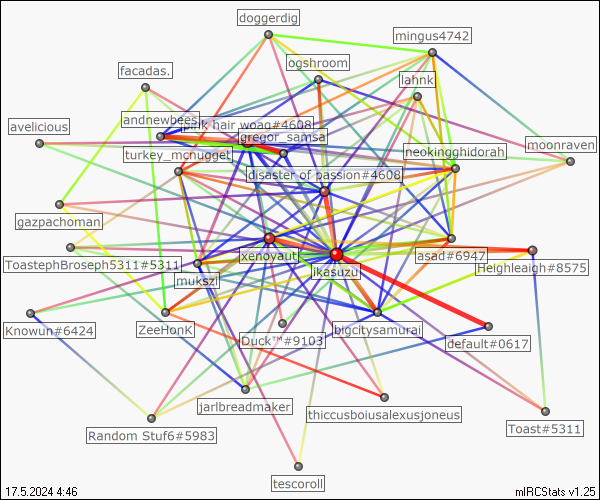 doggerdig
mingus4742
ogshroom
facadas.
lahnk
andnewbees
pink hair woag#4608
avelicious
gregor_samsa
turkey_mcnugget
neokingghidorah
moonraven
disaster of passion#4608
gazpachoman
xenoyautj
asad#6947
ToastephBroseph5311#5311
mukszi
ikasuzu
Heighleaigh#8575
Knowun#6424
ZeeHonk
Duck™#9103
bigcitysamurai
default#0617
jarlbreadmaker
thiccusboiusalexusjoneus
Random Stuf6#5983
Toast#5311
tescoroll
17.5.2024 4:46
mIRCStats v1.25